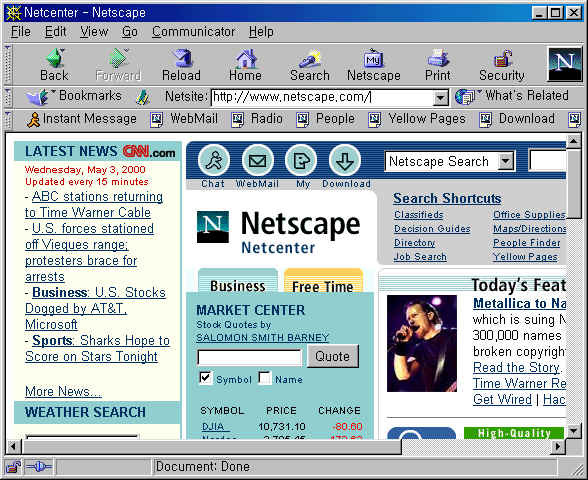 Netcenter - Netscape
File Edit View Go Communicator Help
Back Forward Reload Home Search Netscape Print Security
Bookmarks Netsite: http://www.netscape.com/ What's Related
Instant Message WebMail Radio People Yellow Pages Download
LATEST NEWS CNN.com
Wednesday, May 3, 2000
Updated every 15 minutes
- ABC stations returning
to Time Warner Cable
- U.S. forces stationed
off Vieques range;
protesters brace for
arrests
- Business: U.S. Stocks
Dogged by AT&T,
Microsoft
- Sports: Sharks Hope to
Score on Stars Tonight
More News...
WEATHER SEARCH
Chat WebMail My Download
Netscape Search
Netscape
Netcenter
Search Shortcuts
Classifieds Office Supplies
Decision Guides Maps/Directions
Directory People Finder
Job Search Yellow Pages
Business Free Time
MARKET CENTER
Stock Quotes by
SALOMON SMITH BARNEY
Quote
Symbol Name
SYMBOL PRICE CHANGE
DJIA 10,731.10 -80.60
Today's Feat
Metallica to Na
which is suing N
300,000 names
broken copyright
Read the Story.
Time Warner Re
Get Wired | Hac
High-Quality
Document: Done